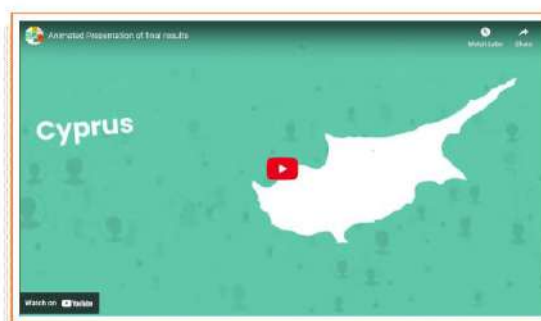 Animated Presentation of final results
Watch Later
Share
Cyprus
Watch on YouTube